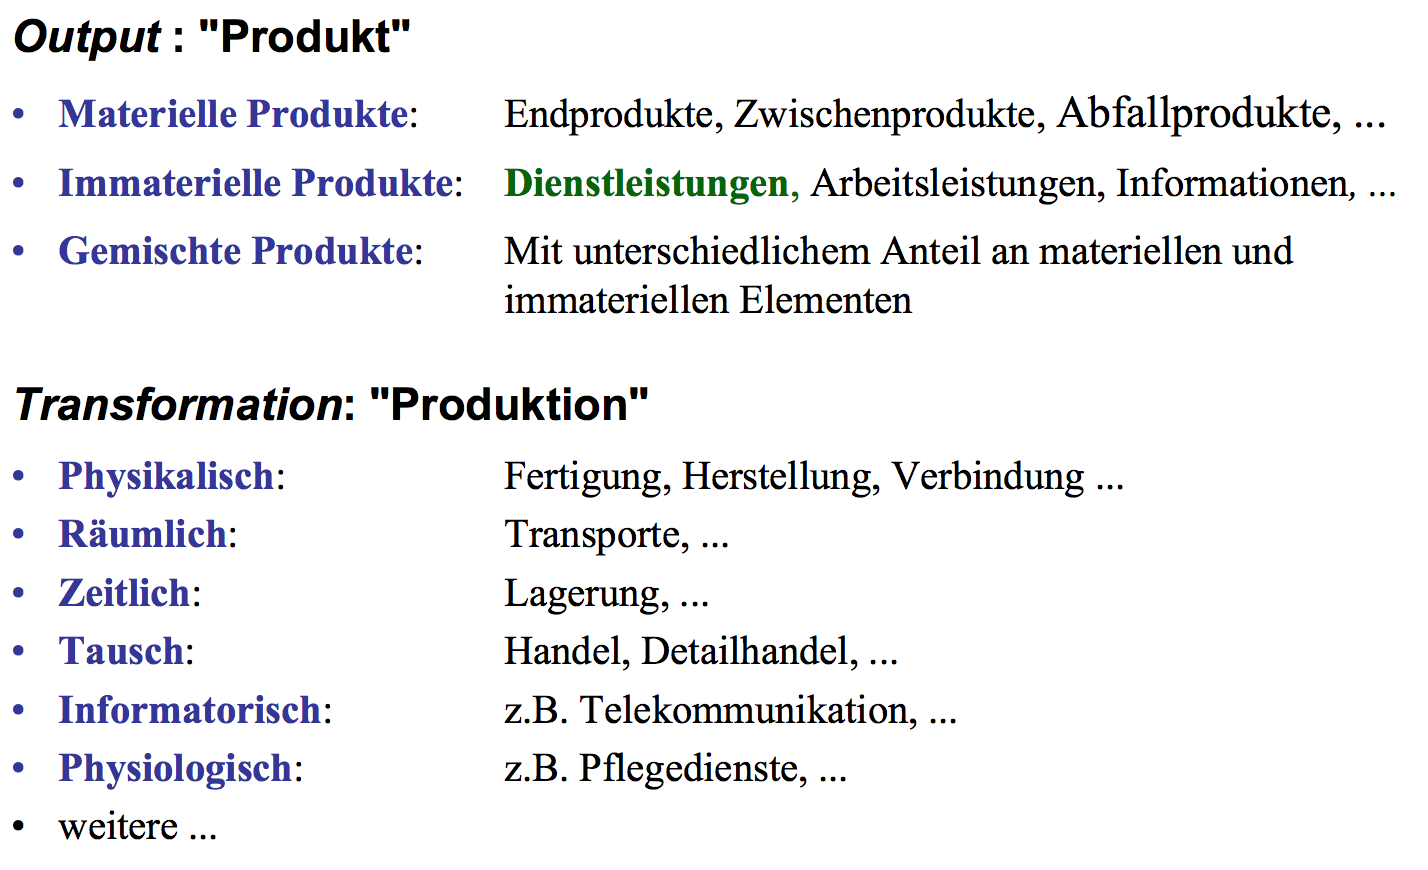 Output : "Produkt"
• Materielle Produkte: Endprodukte, Zwischenprodukte, Abfallprodukte, ...
• Immaterielle Produkte: Dienstleistungen, Arbeitsleistungen, Informationen, ...
• Gemischte Produkte: Mit unterschiedlichem Anteil an materiellen und
immateriellen Elementen
Transformation: "Produktion"
• Physikalisch: Fertigung, Herstellung, Verbindung ...
• Räumlich: Transporte, ...
• Zeitlich: Lagerung, ...
• Tausch: Handel, Detailhandel, ...
• Informatorisch: z.B. Telekommunikation, ...
• Physiologisch: z.B. Pflegedienste, ...
• weitere ...